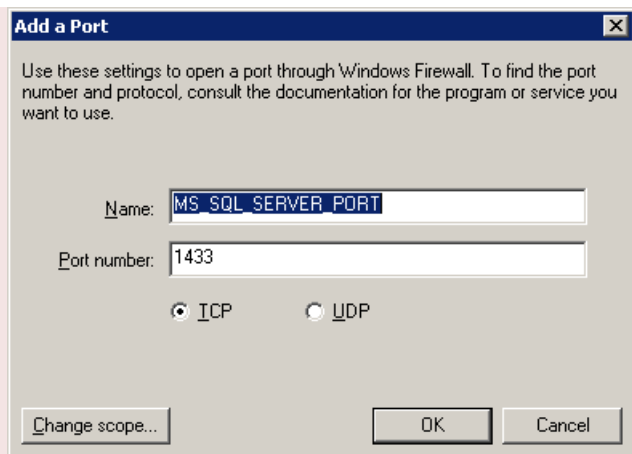 Add a Port
Use these settings to open a port through Windows Firewall. To find the port
number and protocol, consult the documentation for the program or service you
want to use.
Name: MS_SQL_SERVER_PORT
Port number: 1433
TCP UDP
Change scope... OK Cancel